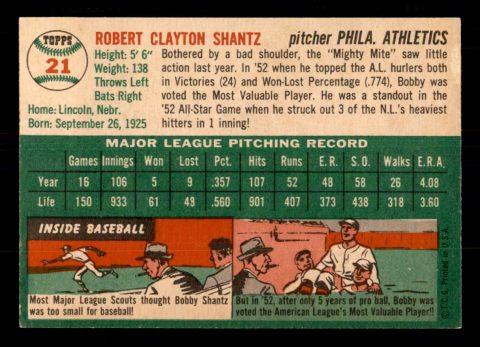 TOPPS
21
ROBERT CLAYTON SHANTZ
pitcher PHILA. ATHLETICS
Height: 5' 6"
Weight: 138
Throws Left
Bats Right
Home: Lincoln, Nebr.
Born: September 26, 1925
Bothered by a bad shoulder, the "Mighty Mite" saw little
action last year. In '52 when he topped the A.L. hurlers both
in Victories (24) and Won-Lost Percentage (.774), Bobby was
voted the Most Valuable Player. He was a standout in the
'52 All-Star Game when he struck out 3 of the N.L.'s heaviest
hitters in 1 inning!
MAJOR LEAGUE PITCHING RECORD
Games Innings Won Lost Pct. Hits Runs E.R. S.O. Walks E.R.A.
Year 16 106 5 9 .357 107 52 48 58 26 4.08
Life 150 933 61 48 .560 901 407 373 438 318 3.60
INSIDE BASEBALL
Most Major League Scouts thought Bobby Shantz
was too small for baseball!
But in '52, after only 5 years of pro ball, Bobby was
voted the American League's Most Valuable Player!!
©T.C.G. Printed in U.S.A.